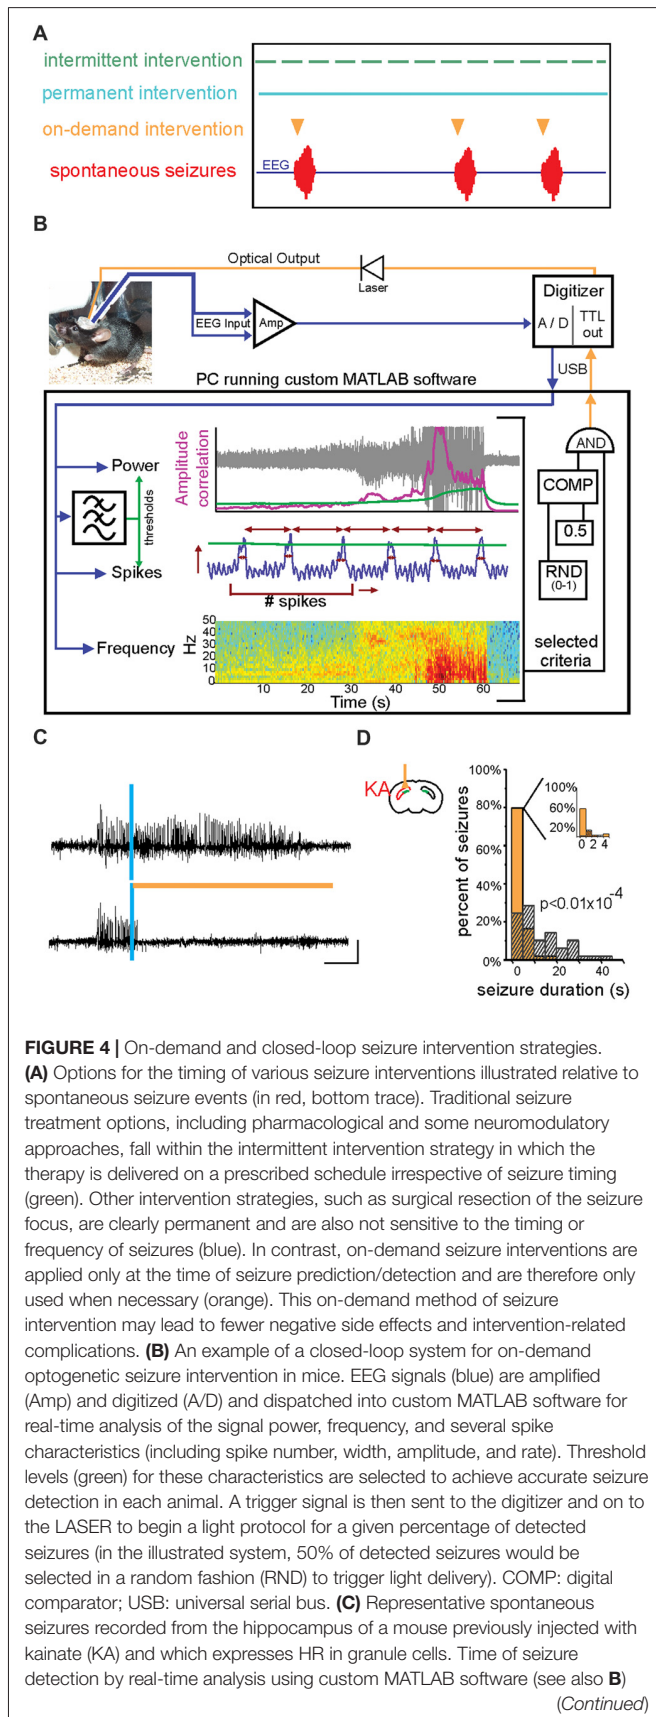 A
intermittent intervention
permanent intervention
on-demand intervention
EEG
spontaneous seizures
B
Optical Output
Laser
Digitizer
EEG Input
Amp
A / D
TTL
out
USB
PC running custom MATLAB software
Power
thresholds
Spikes
Frequency
Amplitude
correlation
# spikes
Hz
50
40
30
20
10
0
10 20 30 40 50 60
Time (s)
AND
COMP
0.5
RND
(0-1)
selected
criteria
C
D
KA
percent of seizures
100%
80%
60%
40%
20%
0%
100%
60%
20%
0 2 4
p<0.01x10-4
0 20 40
seizure duration (s)
FIGURE 4 | On-demand and closed-loop seizure intervention strategies.
(A) Options for the timing of various seizure interventions illustrated relative to
spontaneous seizure events (in red, bottom trace). Traditional seizure
treatment options, including pharmacological and some neuromodulatory
approaches, fall within the intermittent intervention strategy in which the
therapy is delivered on a prescribed schedule irrespective of seizure timing
(green). Other intervention strategies, such as surgical resection of the seizure
focus, are clearly permanent and are also not sensitive to the timing or
frequency of seizures (blue). In contrast, on-demand seizure interventions are
applied only at the time of seizure prediction/detection and are therefore only
used when necessary (orange). This on-demand method of seizure
intervention may lead to fewer negative side effects and intervention-related
complications. (B) An example of a closed-loop system for on-demand
optogenetic seizure intervention in mice. EEG signals (blue) are amplified
(Amp) and digitized (A/D) and dispatched into custom MATLAB software for
real-time analysis of the signal power, frequency, and several spike
characteristics (including spike number, width, amplitude, and rate). Threshold
levels (green) for these characteristics are selected to achieve accurate seizure
detection in each animal. A trigger signal is then sent to the digitizer and on to
the LASER to begin a light protocol for a given percentage of detected
seizures (in the illustrated system, 50% of detected seizures would be
selected in a random fashion (RND) to trigger light delivery). COMP: digital
comparator; USB: universal serial bus. (C) Representative spontaneous
seizures recorded from the hippocampus of a mouse previously injected with
kainate (KA) and which expresses HR in granule cells. Time of seizure
detection by real-time analysis using custom MATLAB software (see also B)
(Continued)